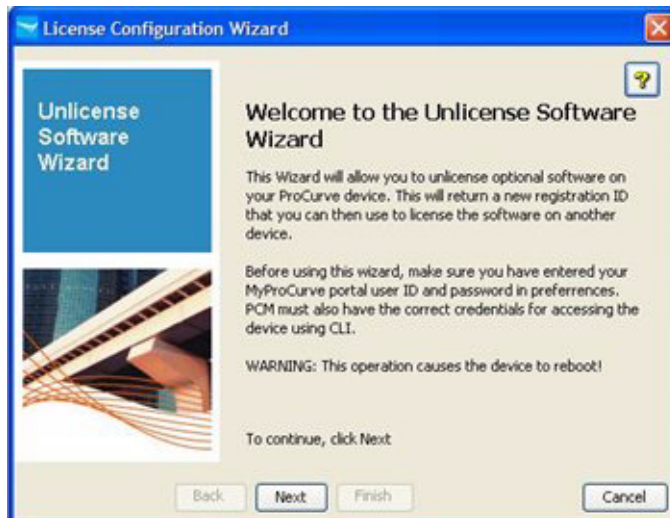 License Configuration Wizard
Unlicense
Software
Wizard
Welcome to the Unlicense Software
Wizard
This Wizard will allow you to unlicense optional software on
your ProCurve device. This will return a new registration ID
that you can then use to license the software on another
device.
Before using this wizard, make sure you have entered your
MyProCurve portal user ID and password in preferrences.
PCM must also have the correct credentials for accessing the
device using CLI.
WARNING: This operation causes the device to reboot!
To continue, click Next
Back Next Finish Cancel